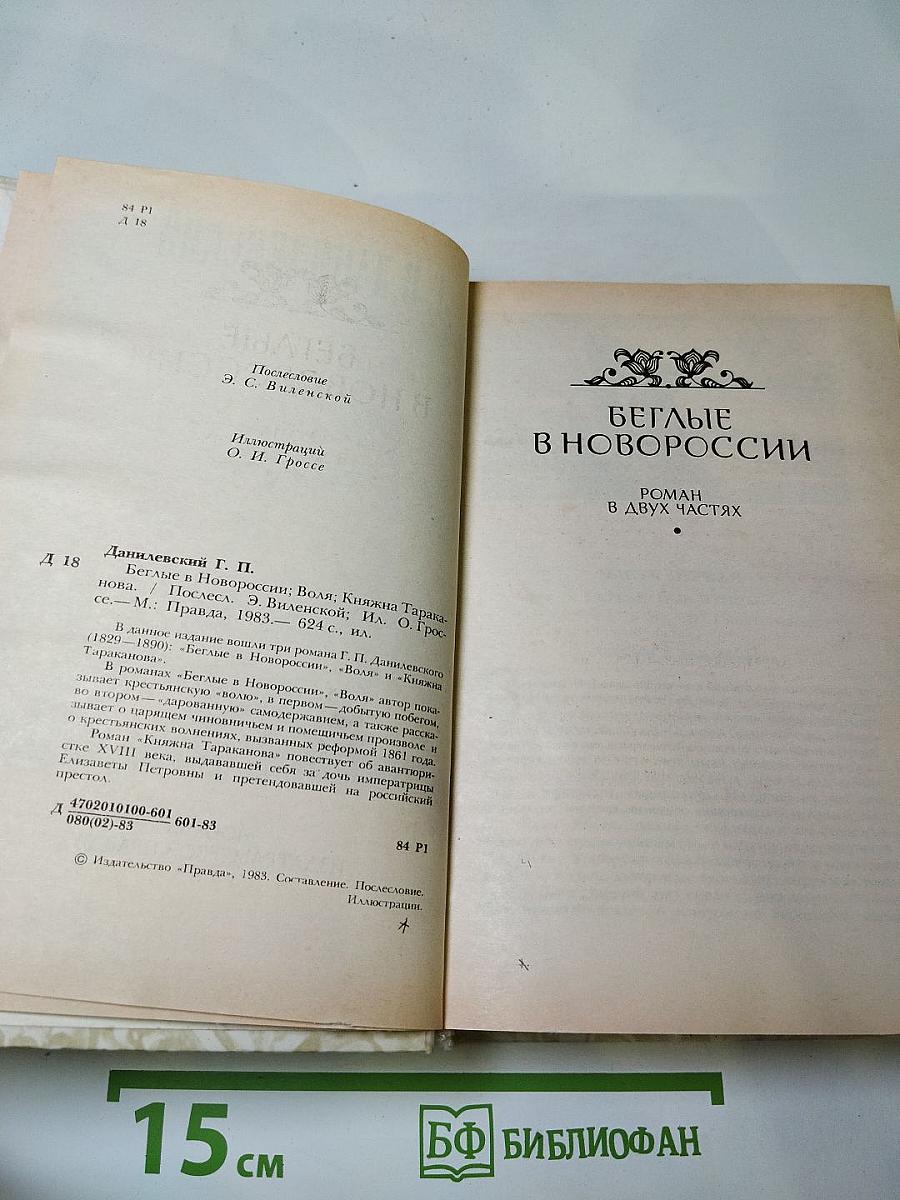 84 Р1
Д 18
Послесловие
Э. С. Виленской
Иллюстраций
О. И. Гроссе
Д 18
Данилевский Г. П.
Беглые в Новороссии; Воля; Княжна Тарака-
нова. / Послесл. Э. Виленской; Ил. О. Грос-
се.— М.: Правда, 1983.— 624 с., ил.
В данное издание вошли три романа Г. П. Данилевского
(1829—1890): «Беглые в Новороссии», «Воля» и «Княжна
Тараканова».
В романах «Беглые в Новороссии», «Воля» автор пока-
зывает крестьянскую «волю», в первом — добытую побегом,
во втором — «дарованную» самодержавием, а также расска-
зывает о царящем чиновничьем и помещичьем произволе и
о крестьянских волнениях, вызванных реформой 1861 года.
Роман «Княжна Тараканова» повествует об авантюри-
стке XVIII века, выдававшей себя за дочь императрицы
Елизаветы Петровны и претендовавшей на российский
престол.
Д 4702010100-601
080(02)-83 601-83
84 Р1
© Издательство «Правда», 1983. Составление. Послесловие.
Иллюстрации.
БЕГЛЫЕ
В НОВОРОССИИ
РОМАН
В ДВУХ ЧАСТЯХ
15 см
БФ БИБЛИОФАН